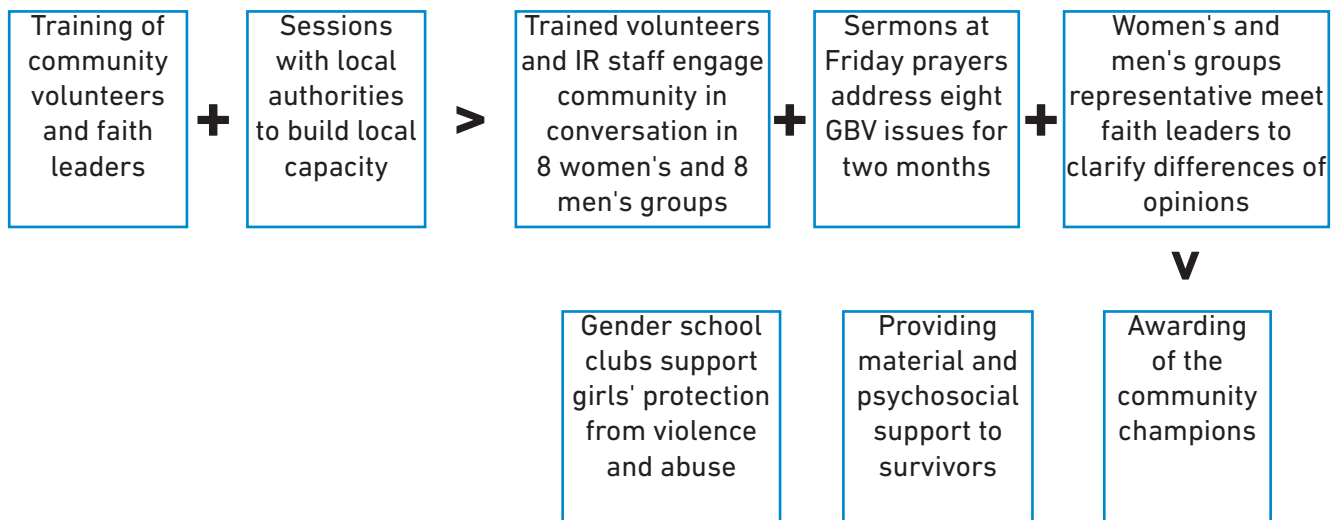 Training of
community
volunteers
and faith
leaders
+
Sessions
with local
authorities
to build local
capacity
>
Trained volunteers
and IR staff engage
community in
conversation in
8 women's and 8
men's groups
+
Sermons at
Friday prayers
address eight
GBV issues for
two months
+
Women's and
men's groups
representative meet
faith leaders to
clarify differences of
opinions
v
Gender school
clubs support
girls' protection
from violence
and abuse
Providing
material and
psychosocial
support to
survivors
Awarding
of the
community
champions